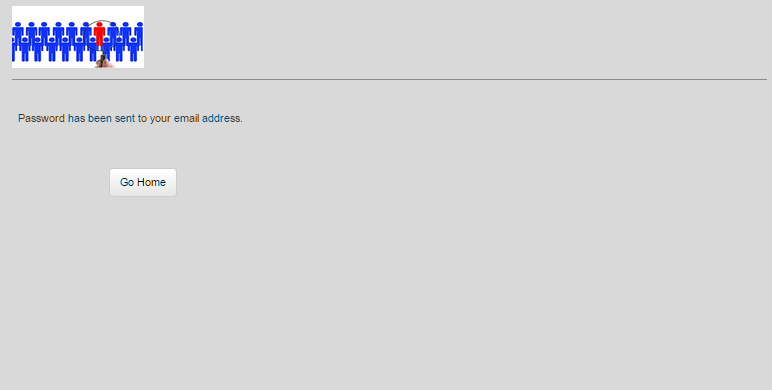 Password has been sent to your email address.
Go Home